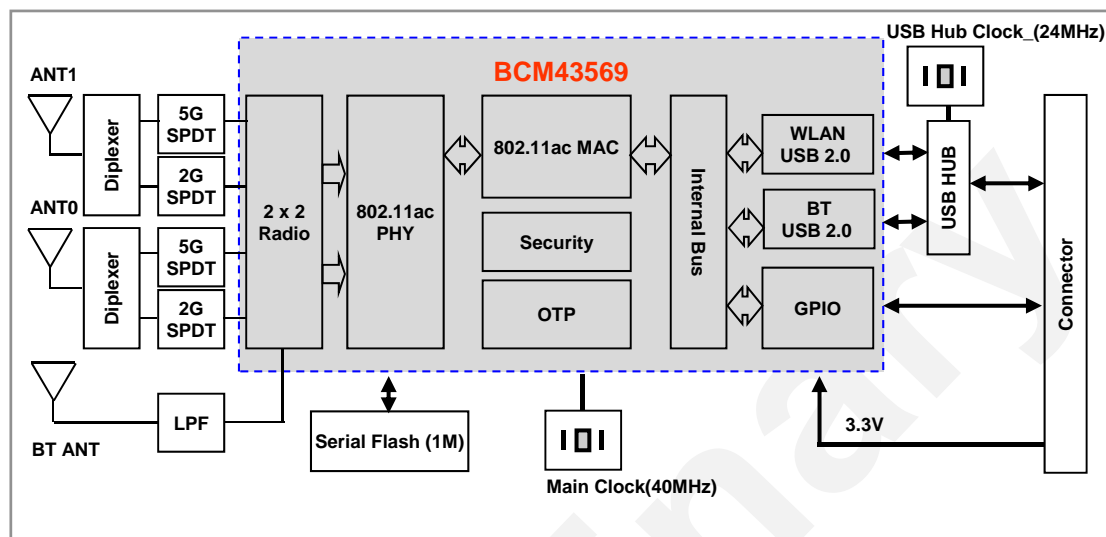 USB Hub Clock_(24MHz)
BCM43569
ANT1
Diplexer
5G
SPDT
2G
SPDT
ANT0
Diplexer
5G
SPDT
2G
SPDT
BT ANT
LPF
2 x 2
Radio
802.11ac
PHY
802.11ac MAC
Security
OTP
Internal Bus
WLAN
USB 2.0
BT
USB 2.0
GPIO
USB HUB
Connector
3.3V
Serial Flash (1M)
Main Clock(40MHz)
inary